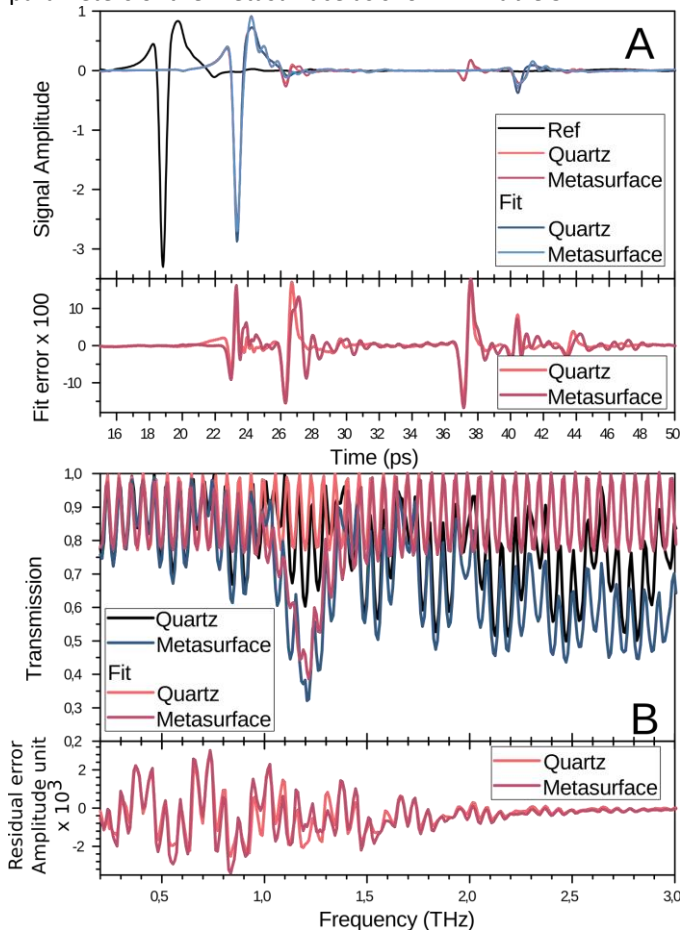 A
Signal Amplitude
1
0
-1
-2
-3
Ref
Quartz
Metasurface
Fit
Quartz
Metasurface
Fit error x 100
10
0
-10
Quartz
Metasurface
16 18 20 22 24 26 28 30 32 34 36 38 40 42 44 46 48 50
Time (ps)
Transmission
1,0
0,9
0,8
0,7
0,6
0,5
0,4
0,3
0,2
Quartz
Metasurface
Fit
Quartz
Metasurface
B
Residual error
Amplitude unit
x 10³
2
0
-2
Quartz
Metasurface
0,5 1,0 1,5 2,0 2,5 3,0
Frequency (THz)